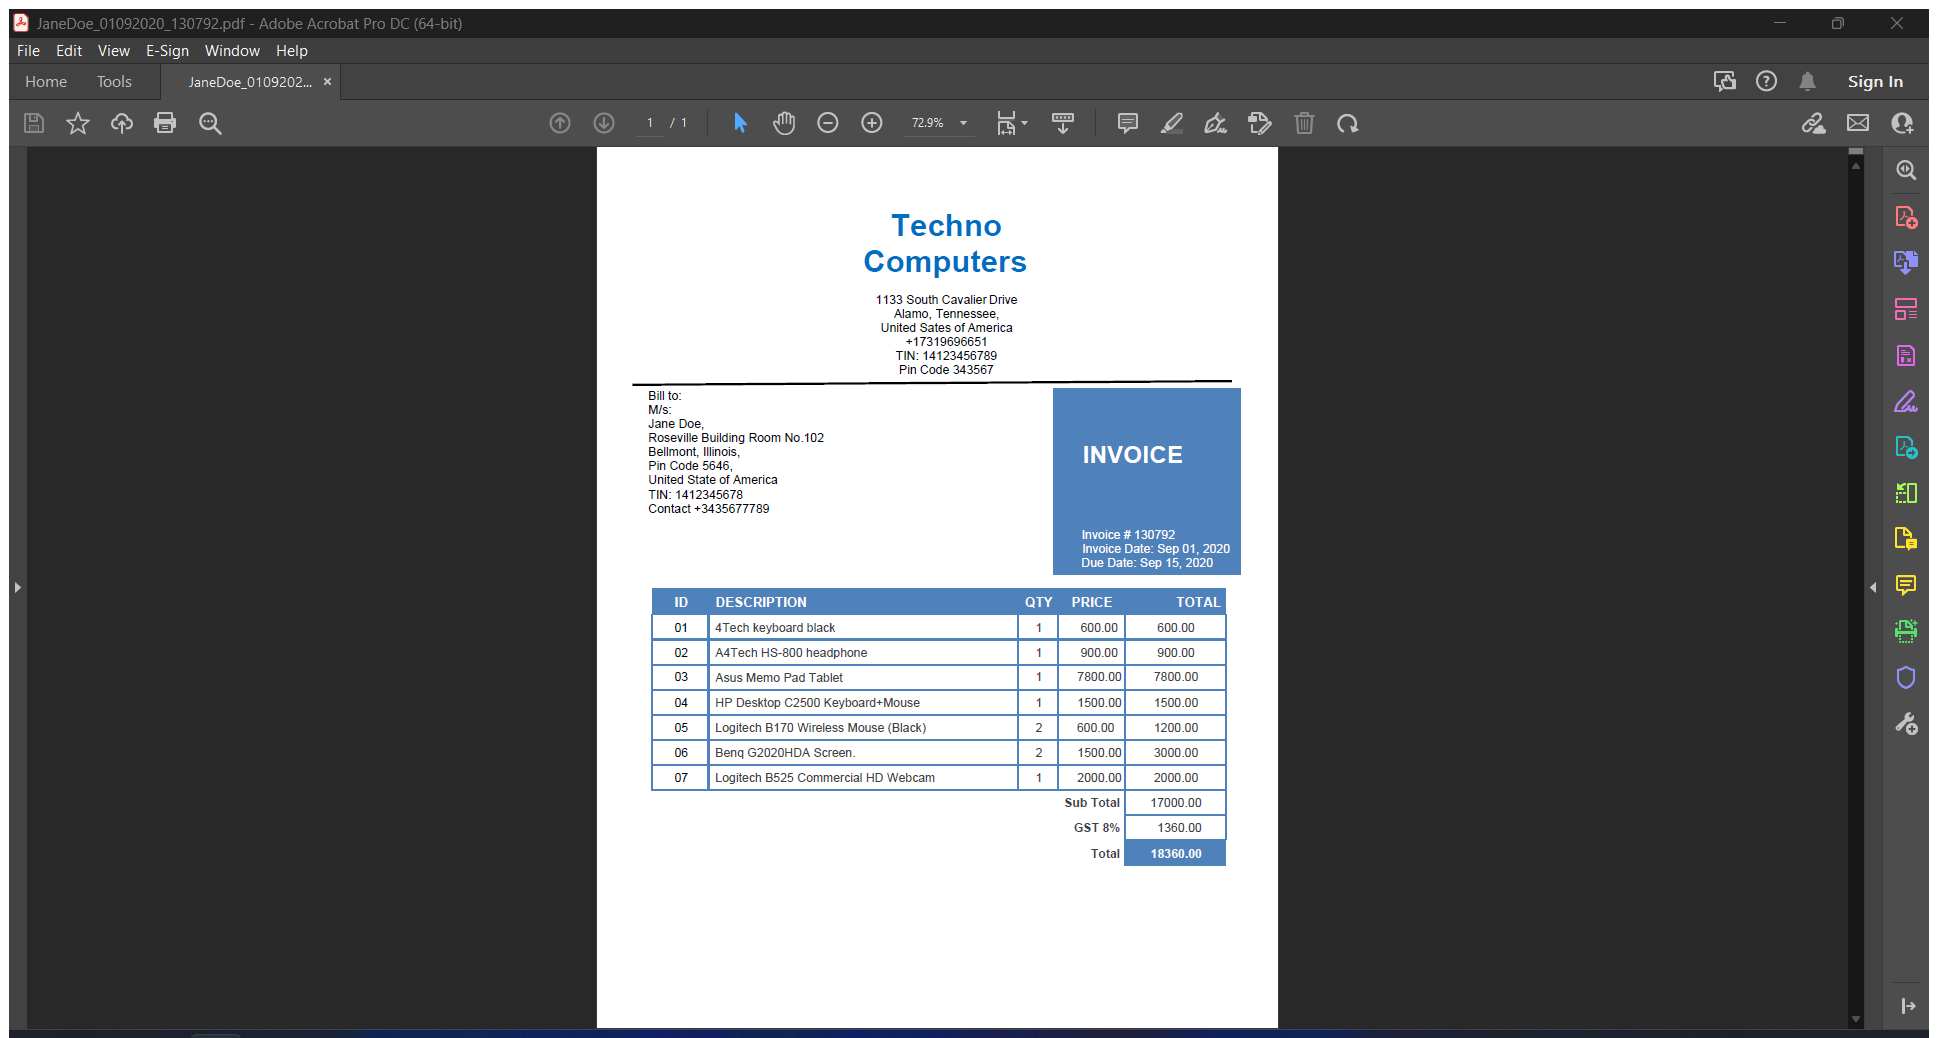 JaneDoe_01092020_130792.pdf - Adobe Acrobat Pro DC (64-bit)
File Edit View E-Sign Window Help
Home Tools JaneDoe_0109202... × Sign In
1 / 1 72.9%
Techno
Computers
1133 South Cavalier Drive
Alamo, Tennessee,
United Sates of America
+17319696651
TIN: 14123456789
Pin Code 343567
Bill to:
M/s:
Jane Doe,
Roseville Building Room No.102
Bellmont, Illinois,
Pin Code 5646,
United State of America
TIN: 1412345678
Contact +3435677789
INVOICE
Invoice # 130792
Invoice Date: Sep 01, 2020
Due Date: Sep 15, 2020
ID DESCRIPTION QTY PRICE TOTAL
01 4Tech keyboard black 1 600.00 600.00
02 A4Tech HS-800 headphone 1 900.00 900.00
03 Asus Memo Pad Tablet 1 7800.00 7800.00
04 HP Desktop C2500 Keyboard+Mouse 1 1500.00 1500.00
05 Logitech B170 Wireless Mouse (Black) 2 600.00 1200.00
06 Benq G2020HDA Screen. 2 1500.00 3000.00
07 Logitech B525 Commercial HD Webcam 1 2000.00 2000.00
Sub Total 17000.00
GST 8% 1360.00
Total 18360.00